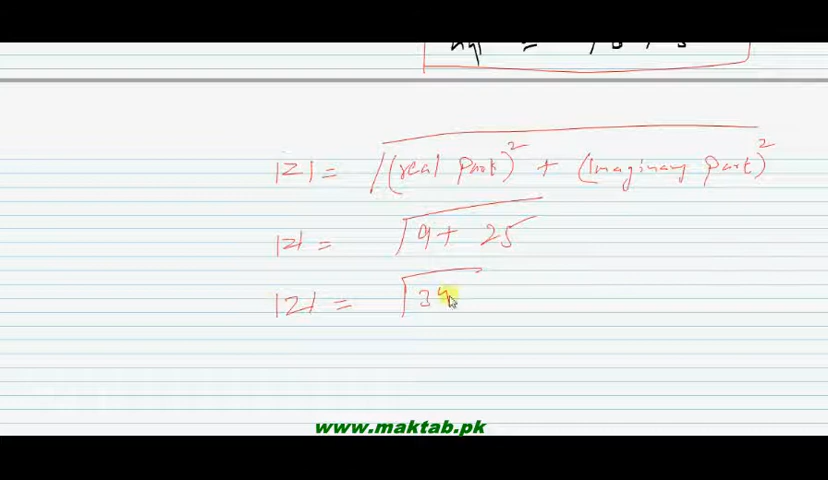 |Z| = √(real part)² + (Imaginary Part)²
|Z| = √9 + 25
|Z| = √34
www.maktab.pk